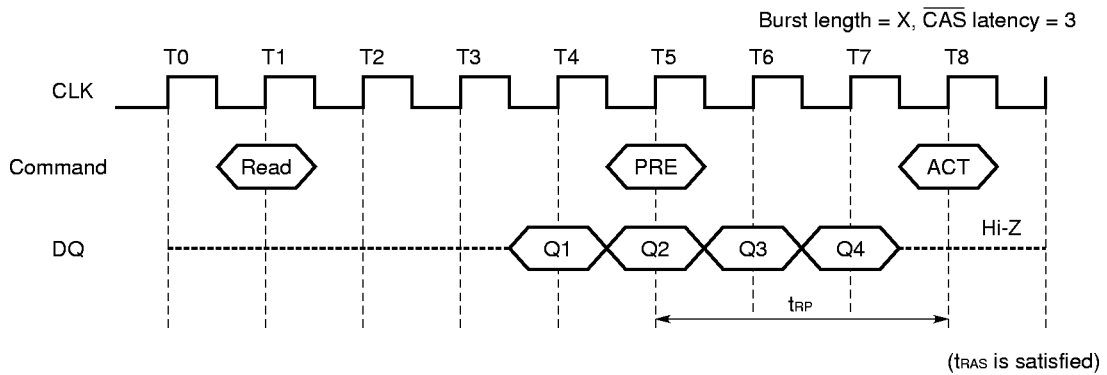 Burst length = X, CAS latency = 3
T0 T1 T2 T3 T4 T5 T6 T7 T8
CLK
Command Read PRE ACT
Hi-Z
DQ Q1 Q2 Q3 Q4
tRP
(tRAS is satisfied)